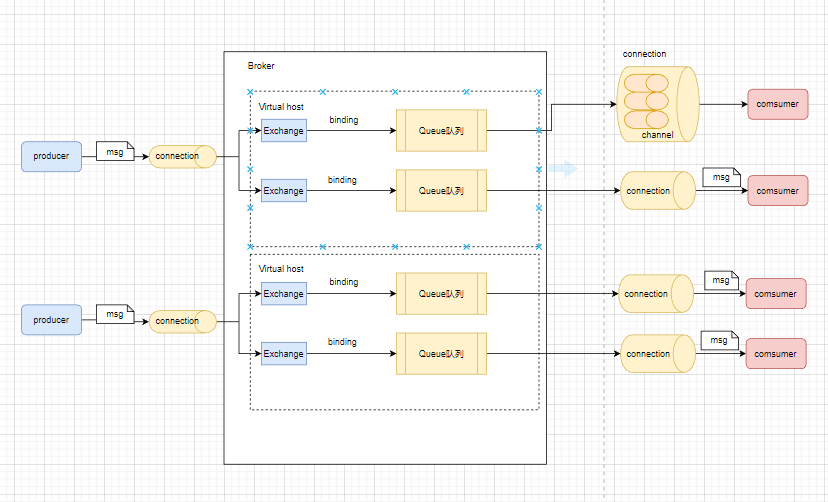 connection
Broker
Virtual host
binding
Exchange
Queue队列
channel
comsumer
producer
msg
connection
binding
Exchange
Queue队列
connection
msg
comsumer
Virtual host
binding
Exchange
Queue队列
connection
msg
comsumer
producer
msg
connection
binding
Exchange
Queue队列
connection
msg
comsumer